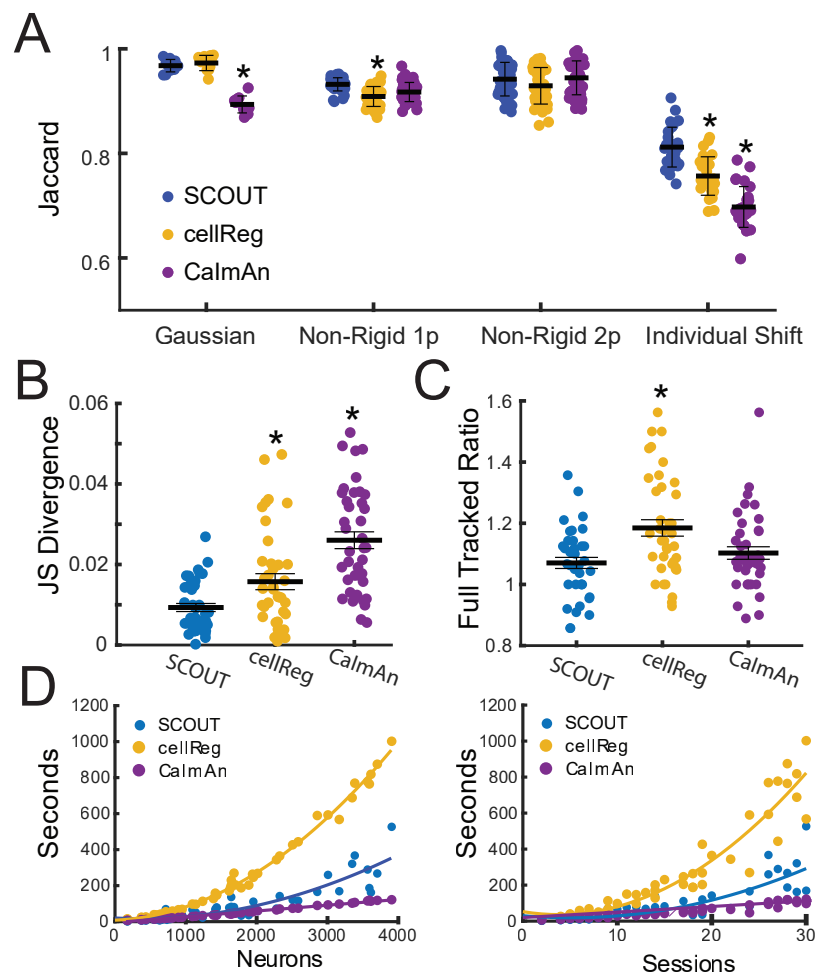 A
1
0.8
0.6
Jaccard
*
*
*
*
SCOUT
cellReg
CaImAn
Gaussian
Non-Rigid 1p
Non-Rigid 2p
Individual Shift
B
0.06
0.04
0.02
0
JS Divergence
*
*
SCOUT
cellReg
CaImAn
C
1.6
1.4
1.2
1
0.8
Full Tracked Ratio
*
SCOUT
cellReg
CaImAn
D
1200
1000
800
600
400
200
0
Seconds
SCOUT
cellReg
CaImAn
0
1000
2000
3000
4000
Neurons
1200
1000
800
600
400
200
0
Seconds
SCOUT
cellReg
CaImAn
0
10
20
30
Sessions